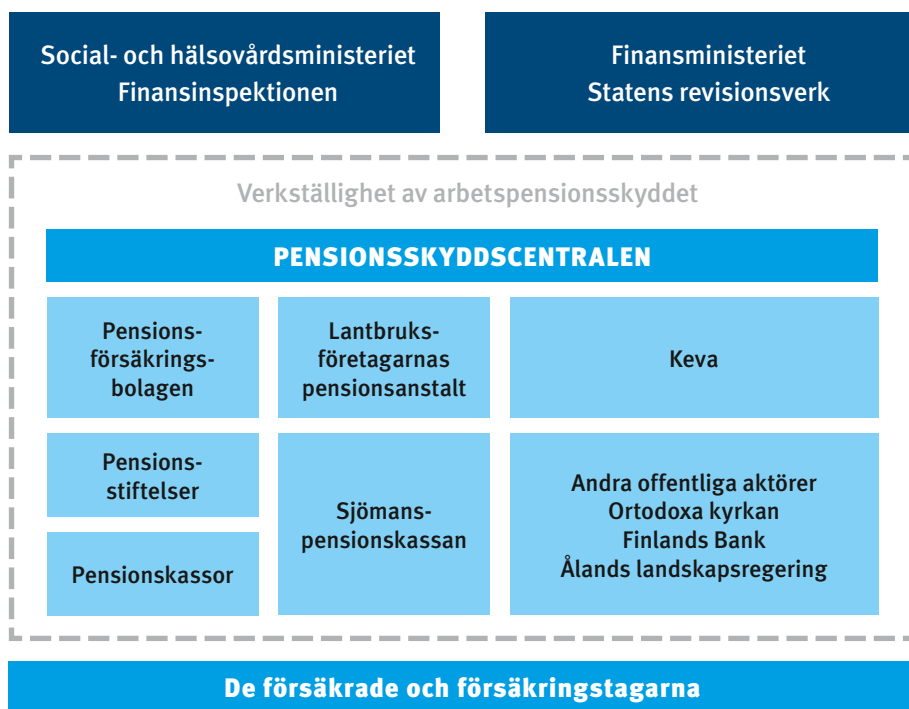 Social- och hälsovårdsministeriet
Finansinspektionen
Finansministeriet
Statens revisionsverk
Verkställighet av arbetspensionsskyddet
PENSIONSSKYDDSCENTRALEN
Pensions-
försäkrings-
bolagen
Lantbruks-
företagarnas
pensionsanstalt
Keva
Pensions-
stiftelser
Pensionskassor
Sjömans-
pensionskassan
Andra offentliga aktörer
Ortodoxa kyrkan
Finlands Bank
Ålands landskapsregering
De försäkrade och försäkringstagarna